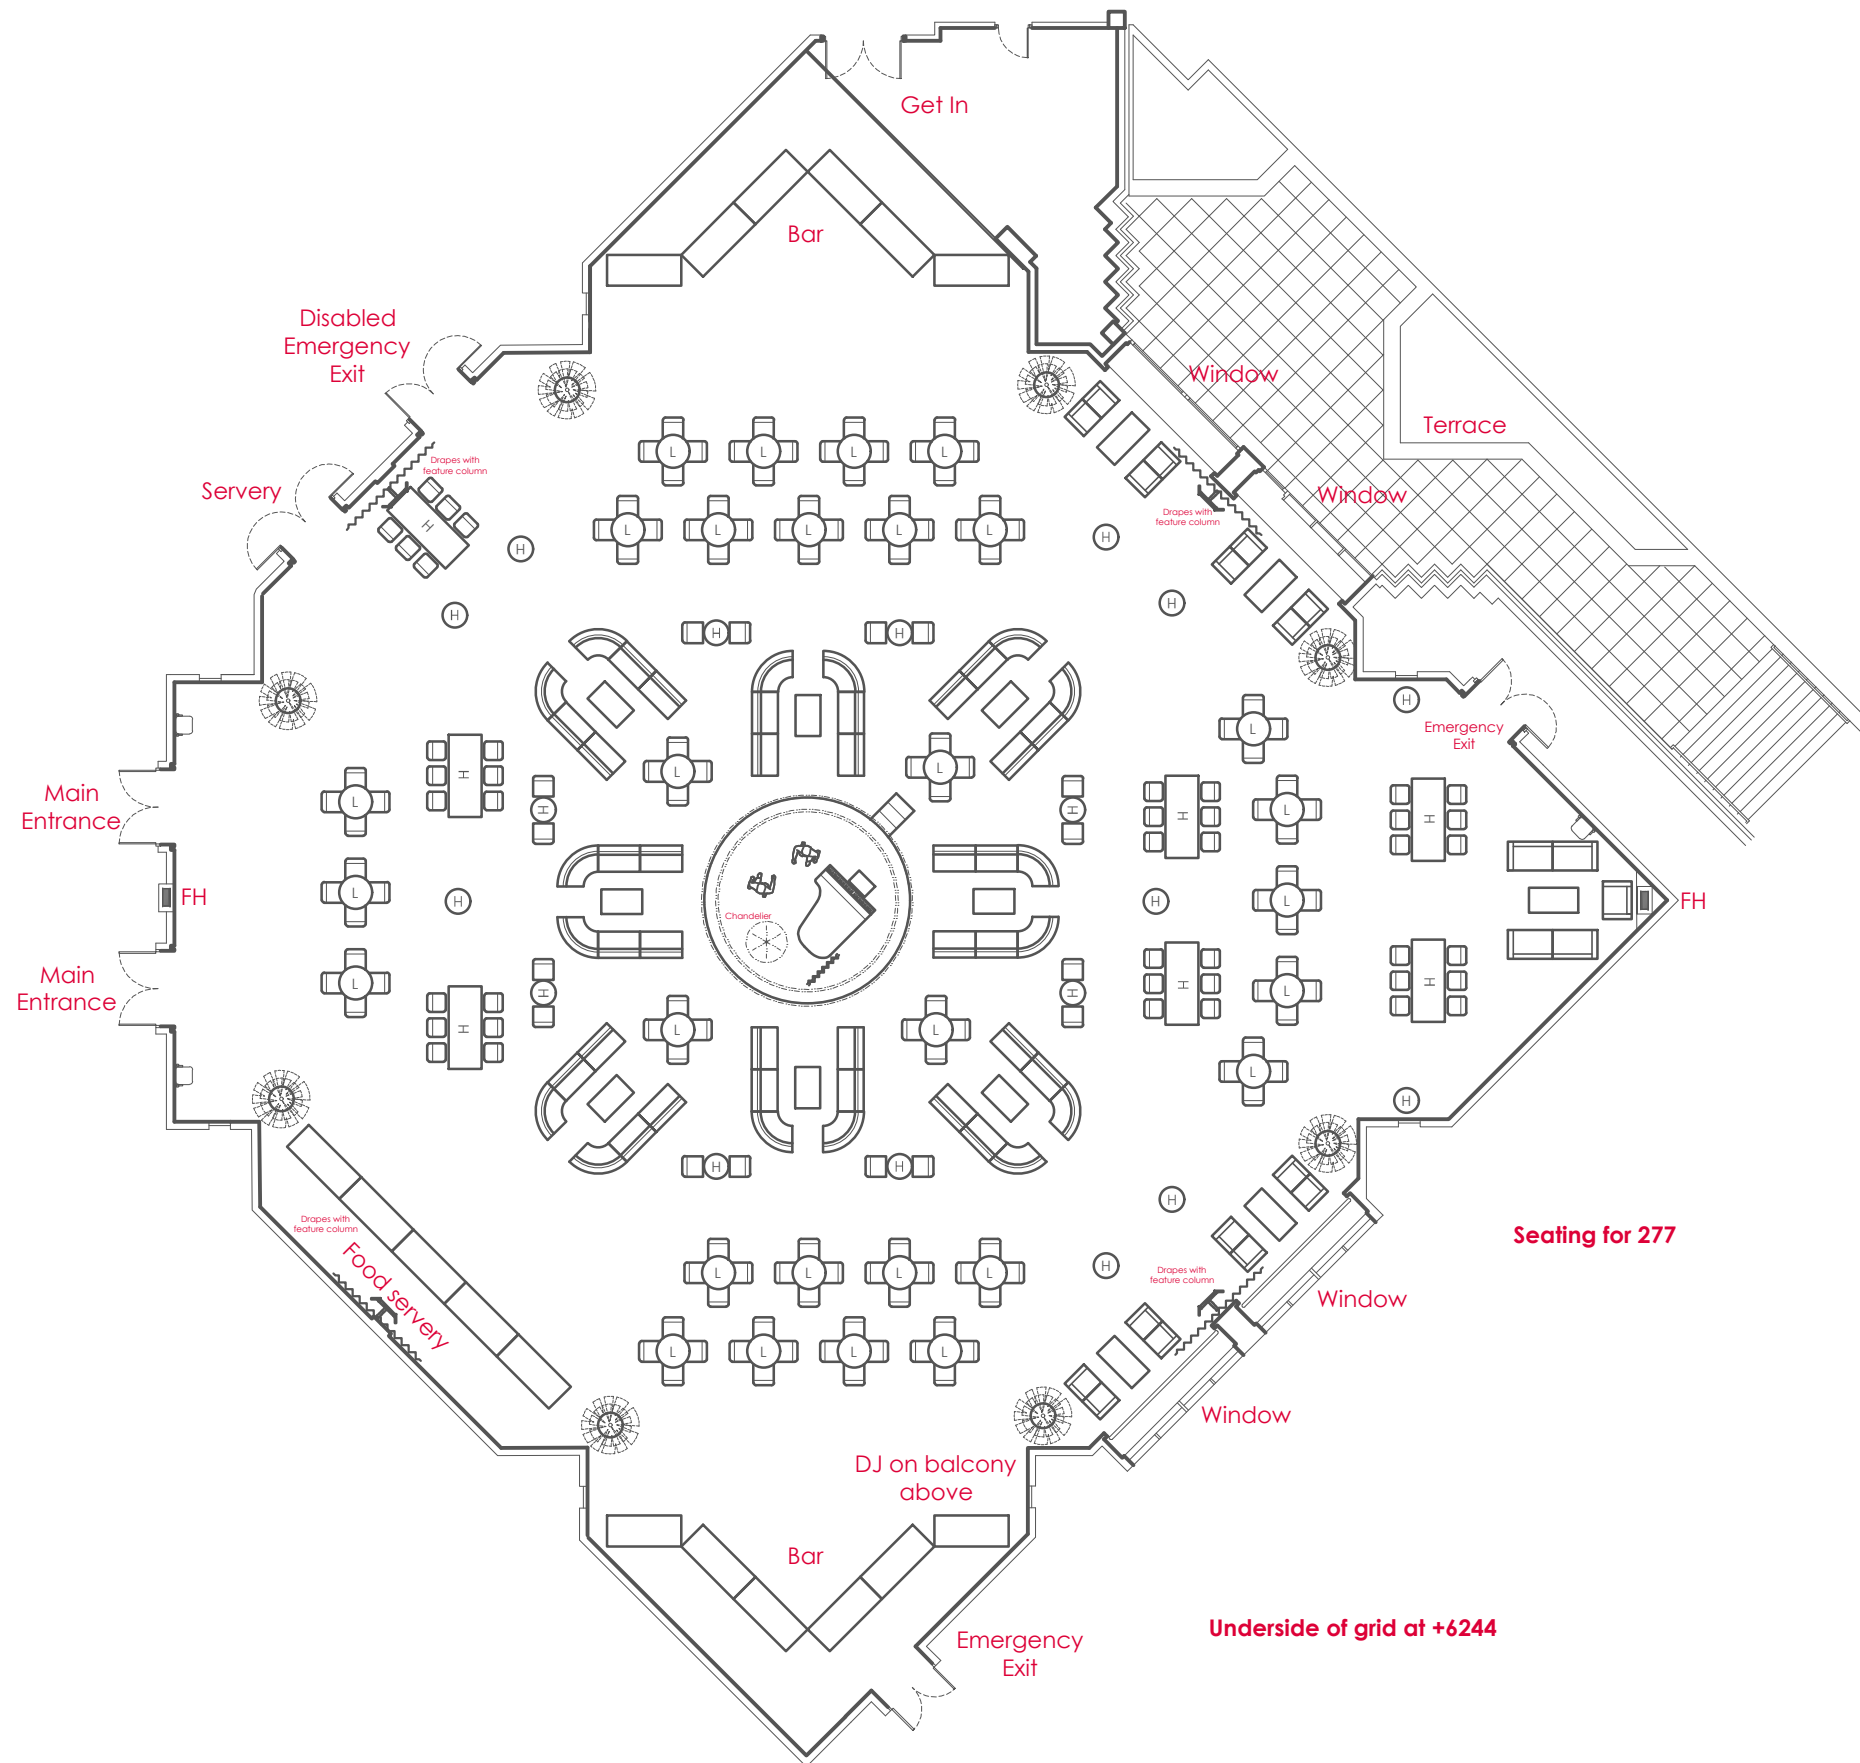 Get In
Bar
Disabled
Emergency
Exit
Window
Terrace
Drapes with
feature column
L
L
L
L
Servery
Window
H
Drapes with
feature column
L
L
L
L
L
H
H
H
H
H
H
H
Emergency
Exit
H
L
L
L
Main
Entrance
H
L
H
H
H
L
H
L
FH
L
H
Chandelier
H
L
FH
Main
Entrance
L
H
H
H
H
L
H
H
L
L
L
H
H
H
H
Drapes with
feature column
Food servery
H
Seating for 277
H
L
L
L
L
Drapes with
feature column
Window
L
L
L
L
Window
DJ on balcony
above
Bar
Emergency
Exit
Underside of grid at +6244